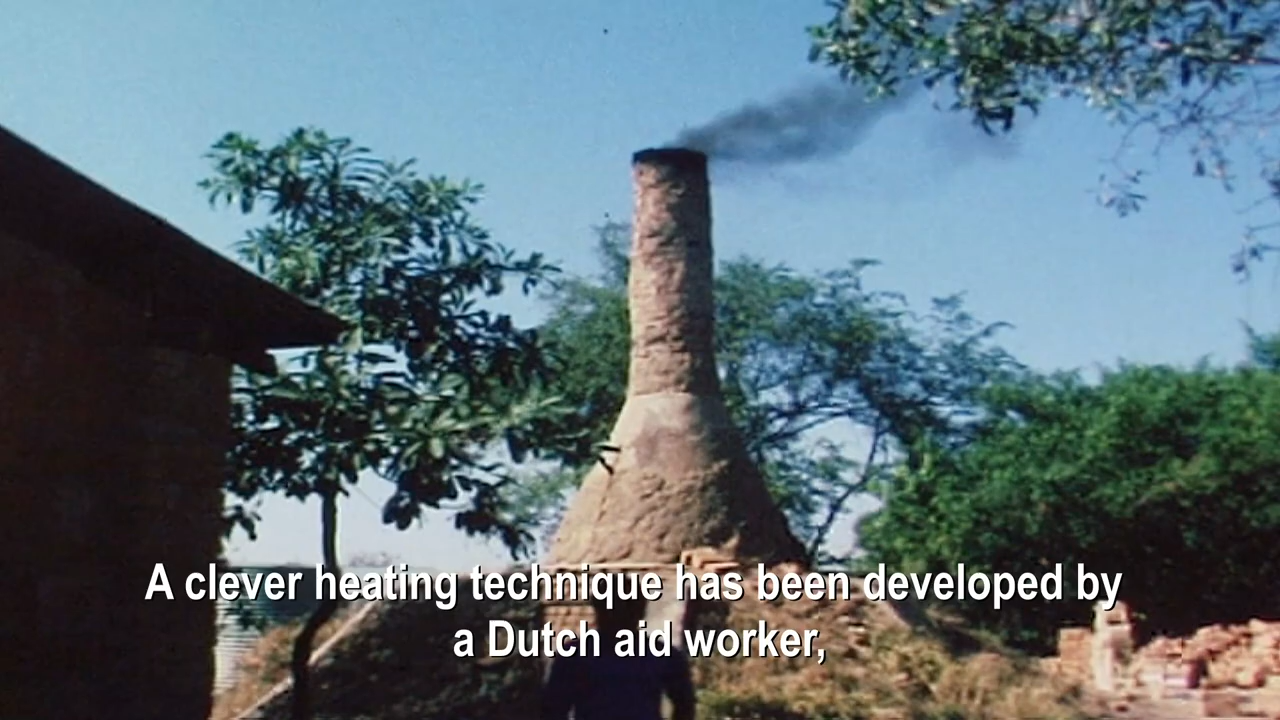 A clever heating technique has been developed by
a Dutch aid worker,